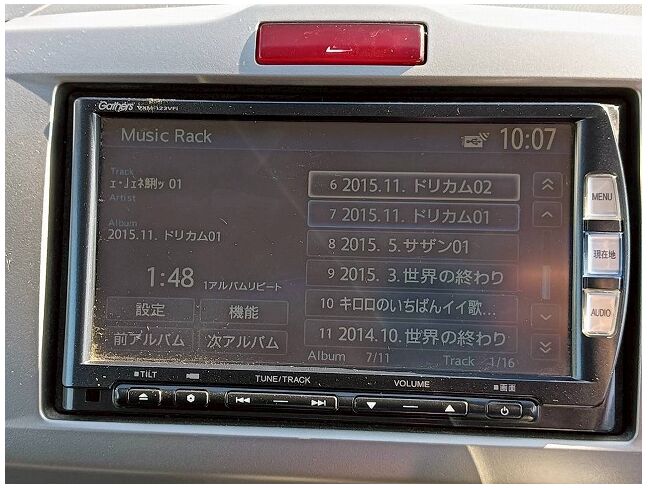 Gathers
Music Rack
10:07
Track
Artist
Album
2015.11. ドリカム01
1:48 1アルバムリピート
設定 機能
前アルバム 次アルバム
6 2015.11. ドリカム02
7 2015.11. ドリカム01
8 2015. 5.サザン01
9 2015. 3.世界の終わり
10 キロロのいちばんイイ歌...
11 2014.10.世界の終わり
Album 7/11 Track 1/16
MENU
現在地
AUDIO
TILT
TUNE/TRACK
VOLUME
画面